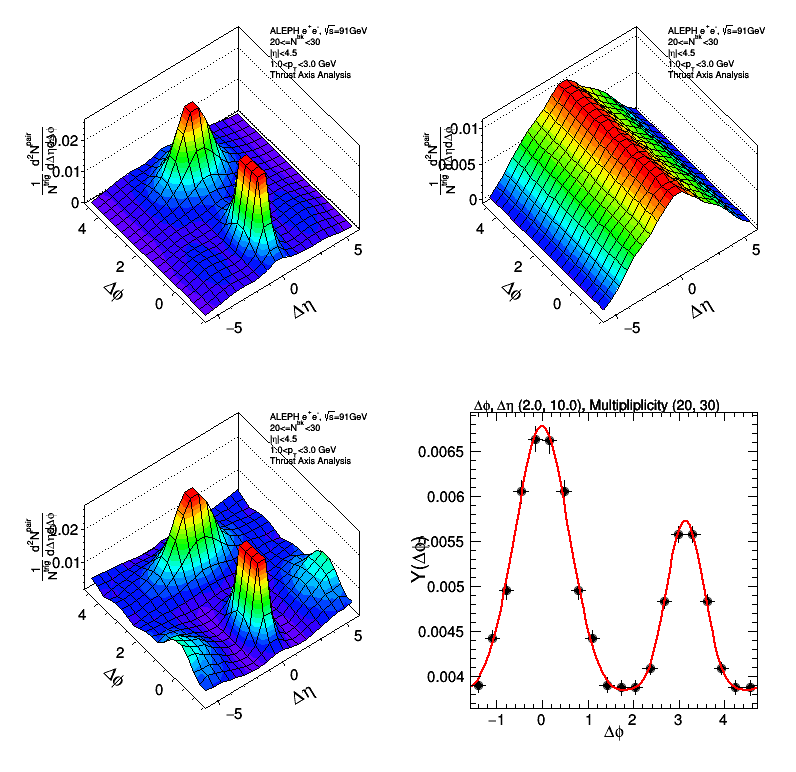 ALEPH e⁺e⁻, √s=91GeV
20<=N^trk<30
|η|<4.5
1.0<p_T<3.0 GeV
Thrust Axis Analysis
1/N^trig d²N^pair/dΔηdΔφ
0.02
0.01
0
4
2
0
Δφ
−5
0
5
Δη
ALEPH e⁺e⁻, √s=91GeV
20<=N^trk<30
|η|<4.5
1.0<p_T<3.0 GeV
Thrust Axis Analysis
1/N^trig d²N^pair/dΔηdΔφ
0.01
0.005
0
4
2
0
Δφ
−5
0
5
Δη
ALEPH e⁺e⁻, √s=91GeV
20<=N^trk<30
|η|<4.5
1.0<p_T<3.0 GeV
Thrust Axis Analysis
1/N^trig d²N^pair/dΔηdΔφ
0.02
0.01
4
2
0
Δφ
−5
0
5
Δη
Δφ, Δη (2.0, 10.0), Multipliplicity (20, 30)
Y(Δφ)
0.0065
0.006
0.0055
0.005
0.0045
0.004
−1 0 1 2 3 4
Δφ